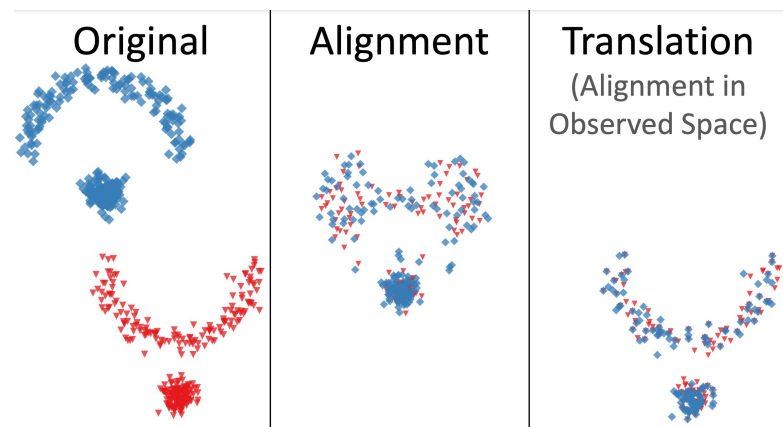 Original
Alignment
Translation
(Alignment in
Observed Space)